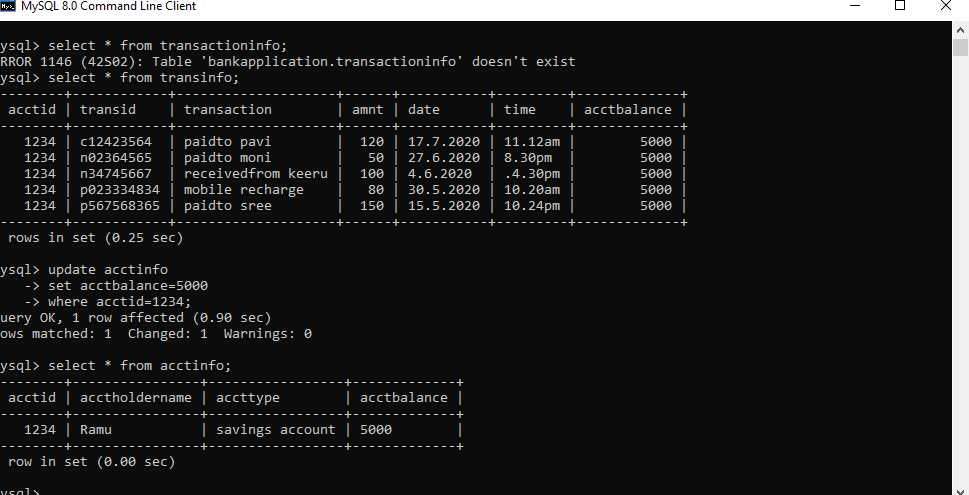 MySQL 8.0 Command Line Client
ysql> select * from transactioninfo;
RROR 1146 (42S02): Table 'bankapplication.transactioninfo' doesn't exist
ysql> select * from transinfo;
--------+------------+--------------------+------+-----------+---------+-------------+
 acctid | transid    | transaction        | amnt | date      | time    | acctbalance |
--------+------------+--------------------+------+-----------+---------+-------------+
   1234 | c12423564  | paidto pavi        |  120 | 17.7.2020 | 11.12am |        5000 |
   1234 | n02364565  | paidto moni        |   50 | 27.6.2020 | 8.30pm  |        5000 |
   1234 | n34745667  | receivedfrom keeru |  100 | 4.6.2020  | .4.30pm |        5000 |
   1234 | p023334834 | mobile recharge    |   80 | 30.5.2020 | 10.20am |        5000 |
   1234 | p567568365 | paidto sree        |  150 | 15.5.2020 | 10.24pm |        5000 |
--------+------------+--------------------+------+-----------+---------+-------------+
 rows in set (0.25 sec)
ysql> update acctinfo
   -> set acctbalance=5000
   -> where acctid=1234;
uery OK, 1 row affected (0.90 sec)
ows matched: 1  Changed: 1  Warnings: 0
ysql> select * from acctinfo;
--------+----------------+-----------------+-------------+
 acctid | acctholdername | accttype        | acctbalance |
--------+----------------+-----------------+-------------+
   1234 | Ramu           | savings account | 5000        |
--------+----------------+-----------------+-------------+
 row in set (0.00 sec)
ysql>